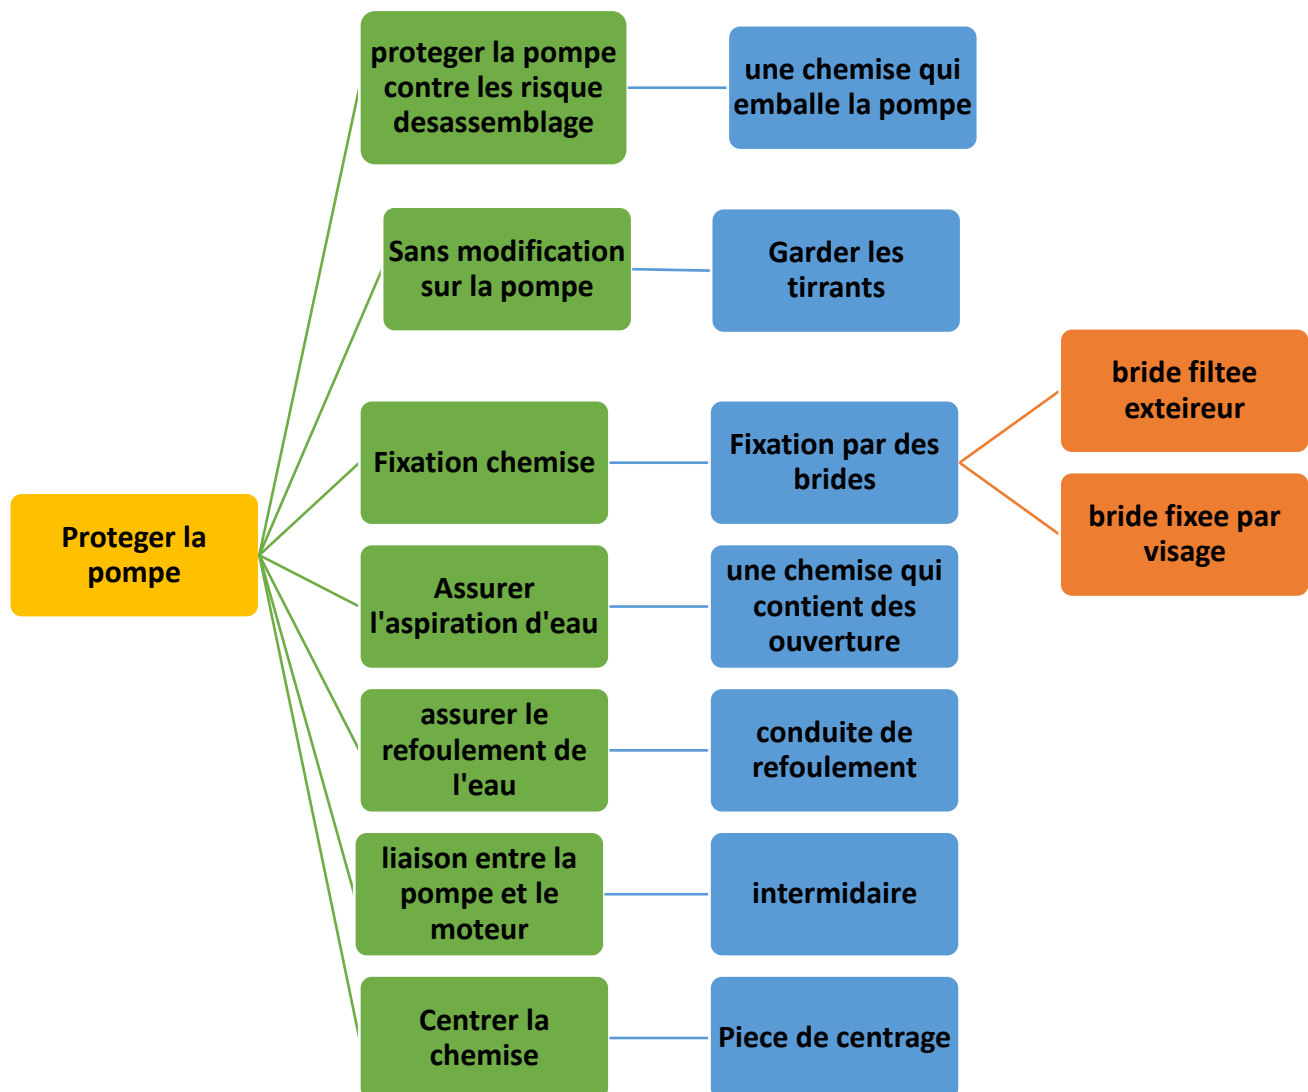 proteger la pompe
contre les risque
desassemblage
une chemise qui
emballe la pompe
Sans modification
sur la pompe
Garder les
tirrants
bride filtee
exteireur
Fixation chemise
Fixation par des
brides
bride fixee par
visage
Proteger la
pompe
Assurer
l'aspiration d'eau
une chemise qui
contient des
ouverture
assurer le
refoulement de
l'eau
conduite de
refoulement
liaison entre la
pompe et le
moteur
intermidaire
Centrer la
chemise
Piece de centrage